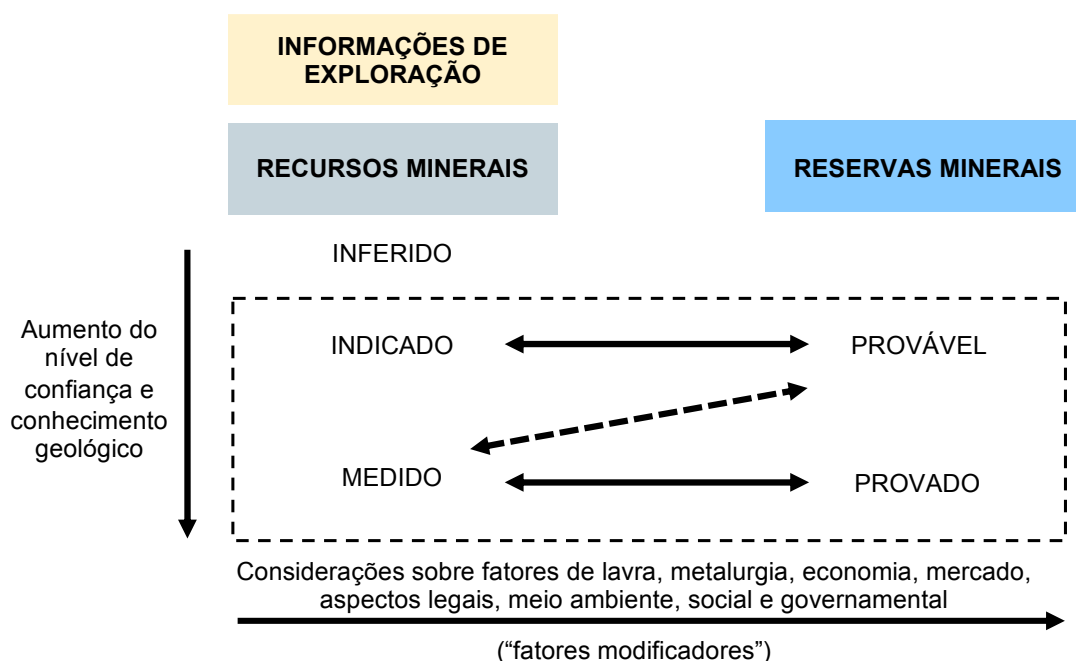 INFORMAÇÕES DE
EXPLORAÇÃO
RECURSOS MINERAIS
RESERVAS MINERAIS
INFERIDO
Aumento do
nível de
confiança e
conhecimento
geológico
INDICADO
PROVÁVEL
MEDIDO
PROVADO
Considerações sobre fatores de lavra, metalurgia, economia, mercado,
aspectos legais, meio ambiente, social e governamental
(“fatores modificadores”)